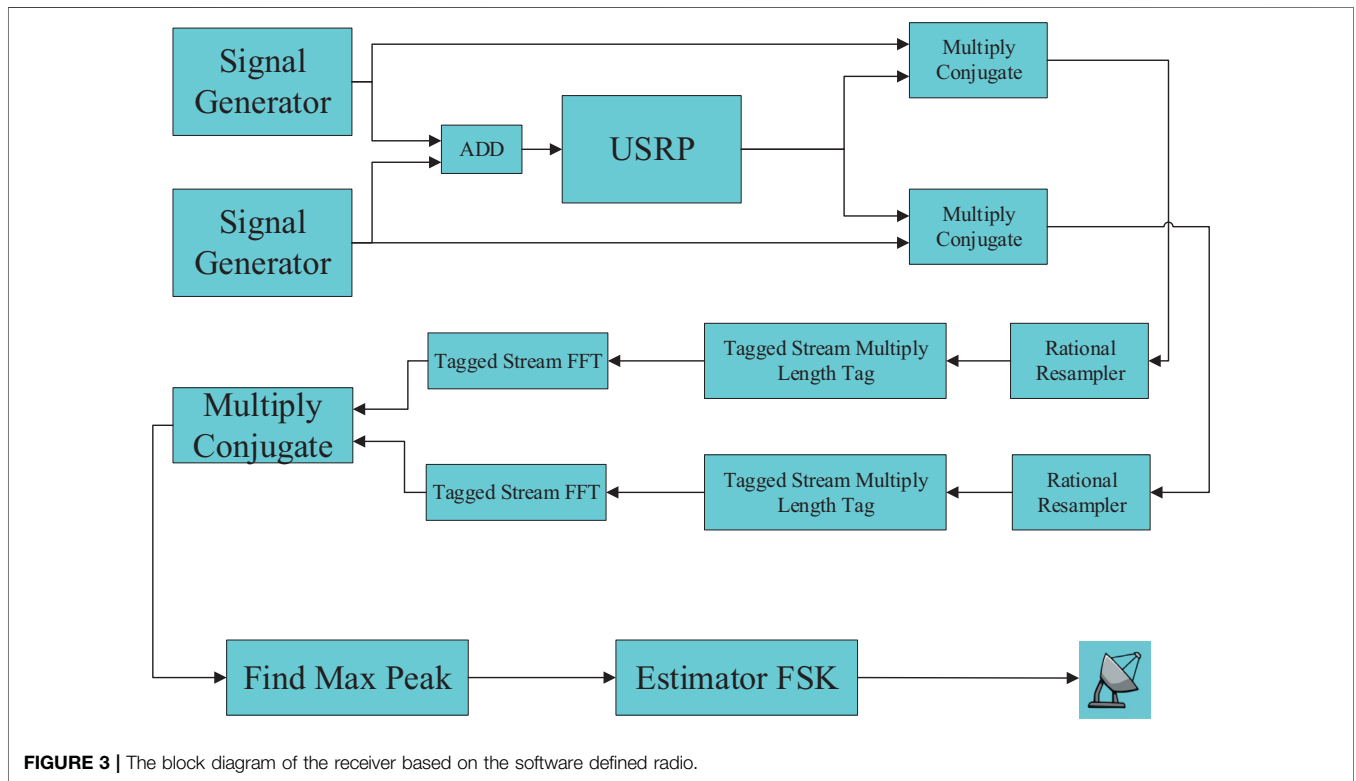 Signal
Generator
Multiply
Conjugate
ADD
USRP
Signal
Generator
Multiply
Conjugate
Tagged Stream FFT
Tagged Stream Multiply
Length Tag
Rational
Resampler
Multiply
Conjugate
Tagged Stream FFT
Tagged Stream Multiply
Length Tag
Rational
Resampler
Find Max Peak
Estimator FSK
FIGURE 3 | The block diagram of the receiver based on the software defined radio.